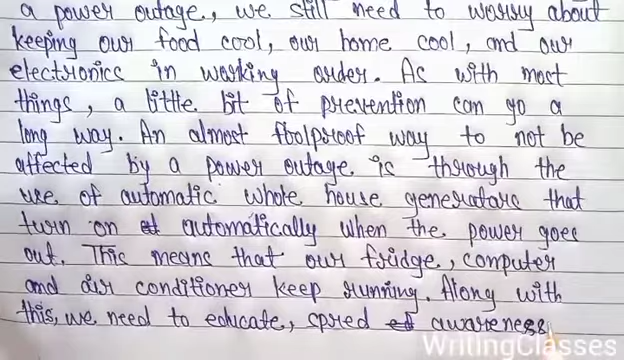 a power outage, we still need to worry about
keeping our food cool, our home cool, and our
electronics in working order. As with most
things, a little bit of prevention can go a
long way. An almost foolproof way to not be
affected by a power outage is through the
use of automatic whole house generators that
turn on automatically when the power goes
out. This means that our fridge, computer
and air conditioner keep running. Along with
this, we need to educate, spred awareness
WritingClasses